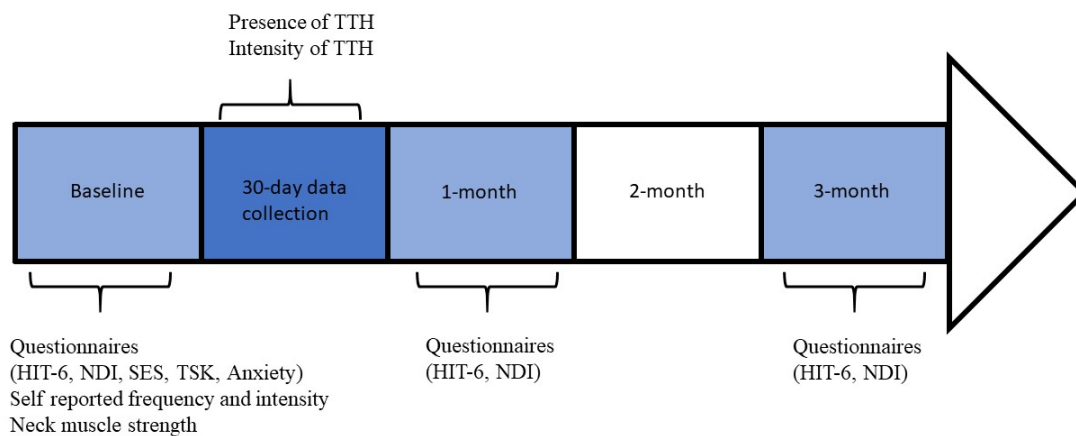 Presence of TTH
Intensity of TTH
Baseline
30-day data
collection
1-month
2-month
3-month
Questionnaires
(HIT-6, NDI, SES, TSK, Anxiety)
Self reported frequency and intensity
Neck muscle strength
Questionnaires
(HIT-6, NDI)
Questionnaires
(HIT-6, NDI)